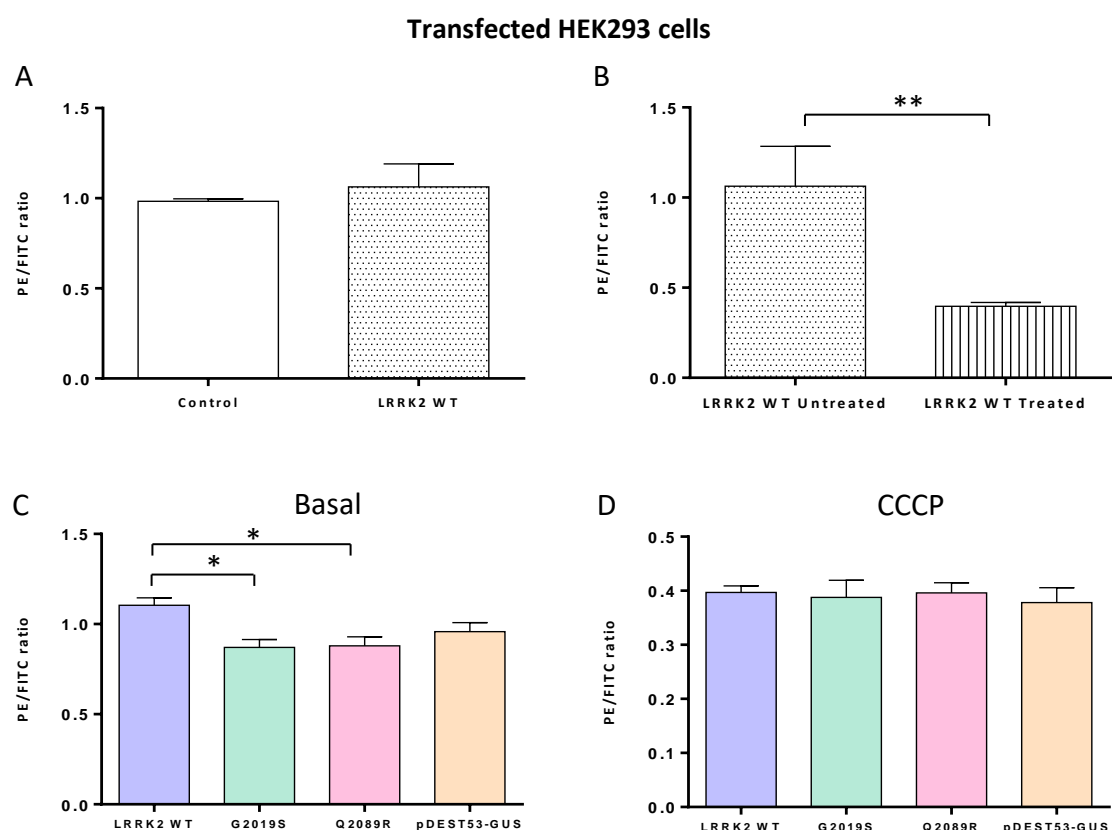 Transfected HEK293 cells
A
1.5
1.0
0.5
0.0
PE/FITC ratio
Control
LRRK2 WT
B
**
1.5
1.0
0.5
0.0
PE/FITC ratio
LRRK2 WT Untreated
LRRK2 WT Treated
C
Basal
*
*
1.5
1.0
0.5
0.0
PE/FITC ratio
LRRK2 WT
G2019S
Q2089R
pDEST53-GUS
D
CCCP
0.5
0.4
0.3
0.2
0.1
0.0
PE/FITC ratio
LRRK2 WT
G2019S
Q2089R
pDEST53-GUS